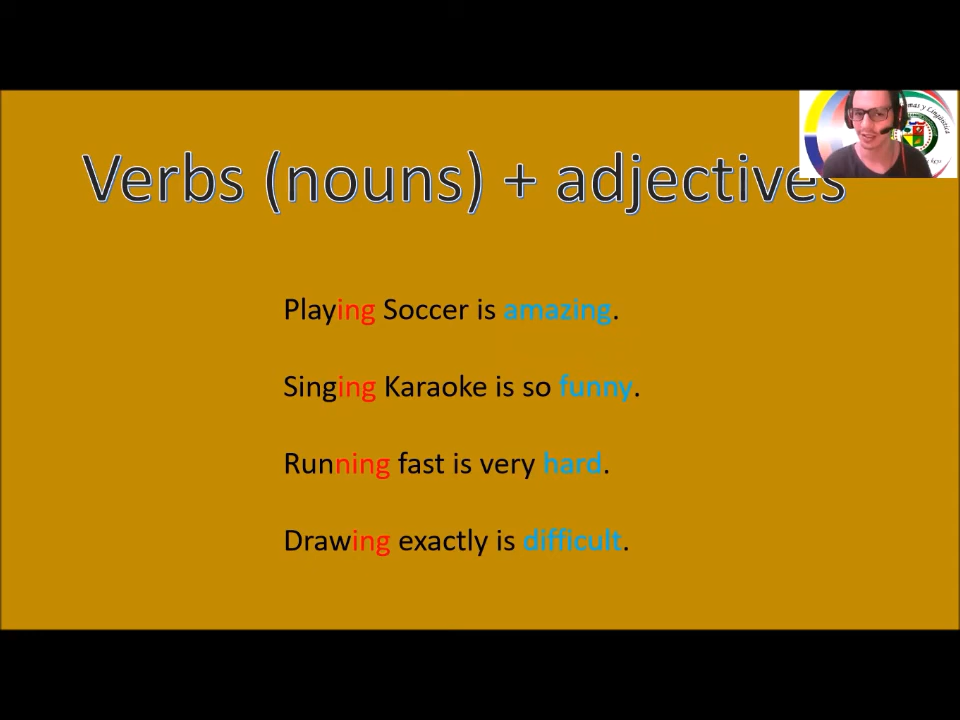 Verbs (nouns) + adjectives
Playing Soccer is amazing.
Singing Karaoke is so funny.
Running fast is very hard.
Drawing exactly is difficult.